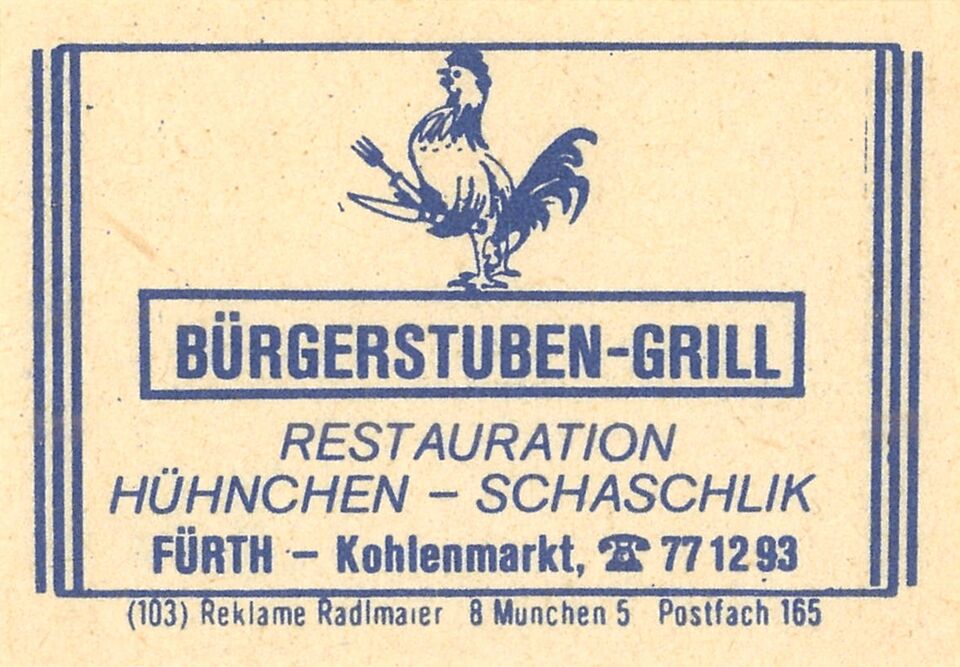 BÜRGERSTUBEN-GRILL
RESTAURATION
HÜHNCHEN – SCHASCHLIK
FÜRTH – Kohlenmarkt, ☎ 77 12 93
(103) Reklame Radlmaier 8 Munchen 5 Postfach 165